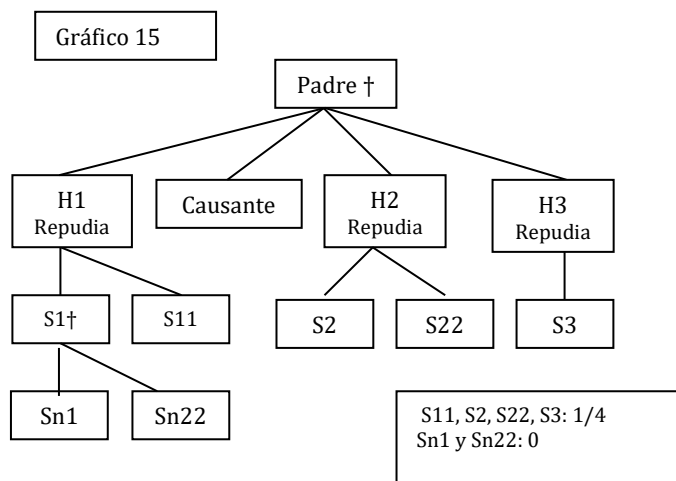 Gráfico 15
Padre †
H1
Repudia
Causante
H2
Repudia
H3
Repudia
S1†
S11
S2
S22
S3
Sn1
Sn22
S11, S2, S22, S3: 1/4
Sn1 y Sn22: 0